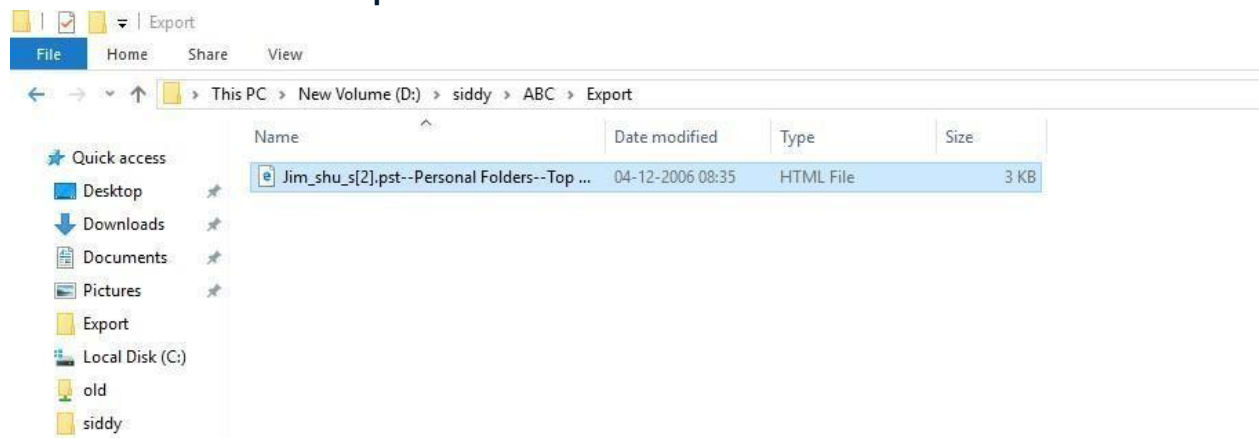 Export
File Home Share View
This PC > New Volume (D:) > siddy > ABC > Export
Name Date modified Type Size
Jim_shu_s[2].pst--Personal Folders--Top ... 04-12-2006 08:35 HTML File 3 KB
Quick access
Desktop
Downloads
Documents
Pictures
Export
Local Disk (C:)
old
siddy